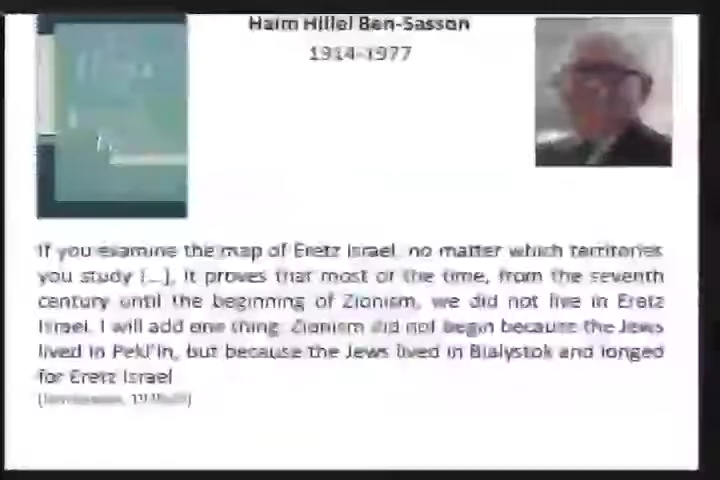 Haim Hillel Ben-Sasson
1914-1977
If you examine the map of Eretz Israel, no matter which territories
you study [...], it proves that most of the time, from the seventh
century until the beginning of Zionism, we did not live in Eretz
Israel. I will add one thing: Zionism did not begin because the Jews
lived in Peki'in, but because the Jews lived in Bialystok and longed
for Eretz Israel